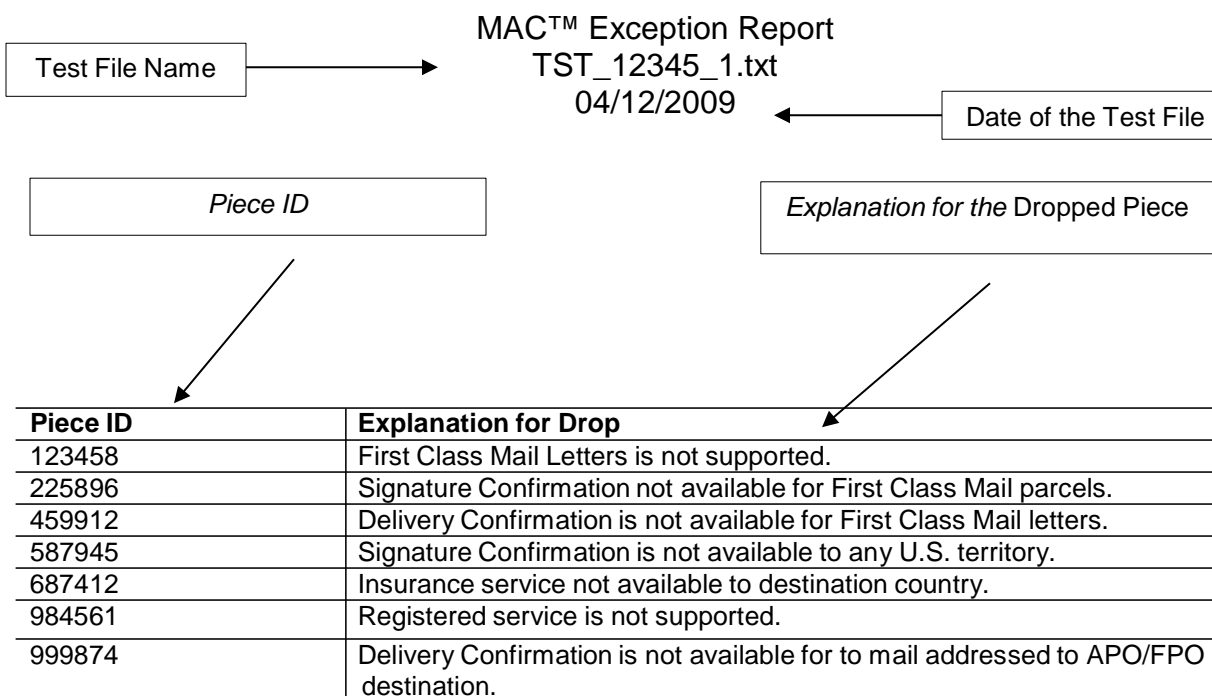 MAC™ Exception Report
Test File Name
TST_12345_1.txt
04/12/2009
Date of the Test File
Piece ID
Explanation for the Dropped Piece
Piece ID Explanation for Drop
123458 First Class Mail Letters is not supported.
225896 Signature Confirmation not available for First Class Mail parcels.
459912 Delivery Confirmation is not available for First Class Mail letters.
587945 Signature Confirmation is not available to any U.S. territory.
687412 Insurance service not available to destination country.
984561 Registered service is not supported.
999874 Delivery Confirmation is not available for to mail addressed to APO/FPO
destination.